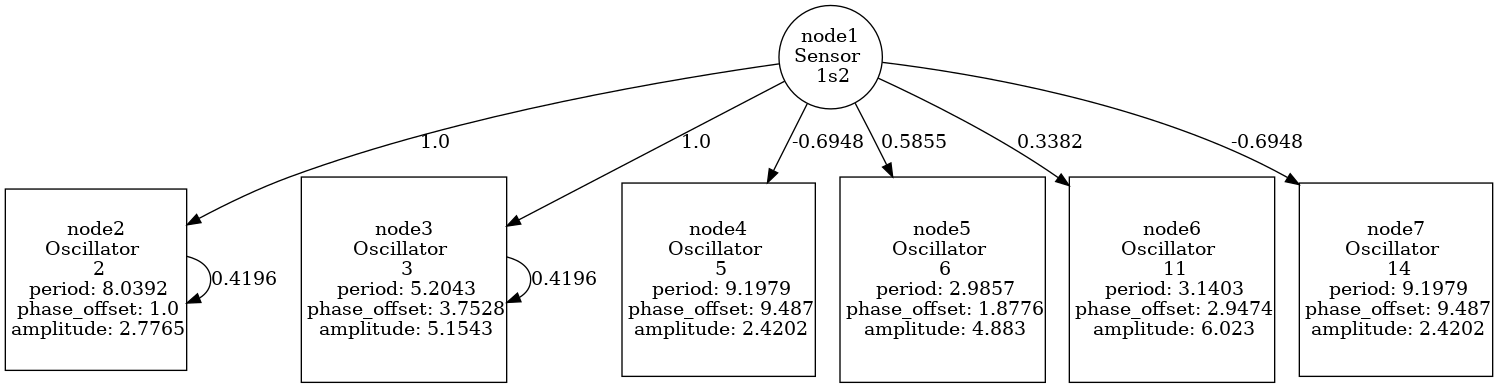 node1
Sensor
1s2
1.0
1.0
-0.6948
0.5855
0.3382
-0.6948
node2
Oscillator
2
period: 8.0392
phase_offset: 1.0
amplitude: 2.7765
0.4196
node3
Oscillator
3
period: 5.2043
phase_offset: 3.7528
amplitude: 5.1543
0.4196
node4
Oscillator
5
period: 9.1979
phase_offset: 9.487
amplitude: 2.4202
node5
Oscillator
6
period: 2.9857
phase_offset: 1.8776
amplitude: 4.883
node6
Oscillator
11
period: 3.1403
phase_offset: 2.9474
amplitude: 6.023
node7
Oscillator
14
period: 9.1979
phase_offset: 9.487
amplitude: 2.4202